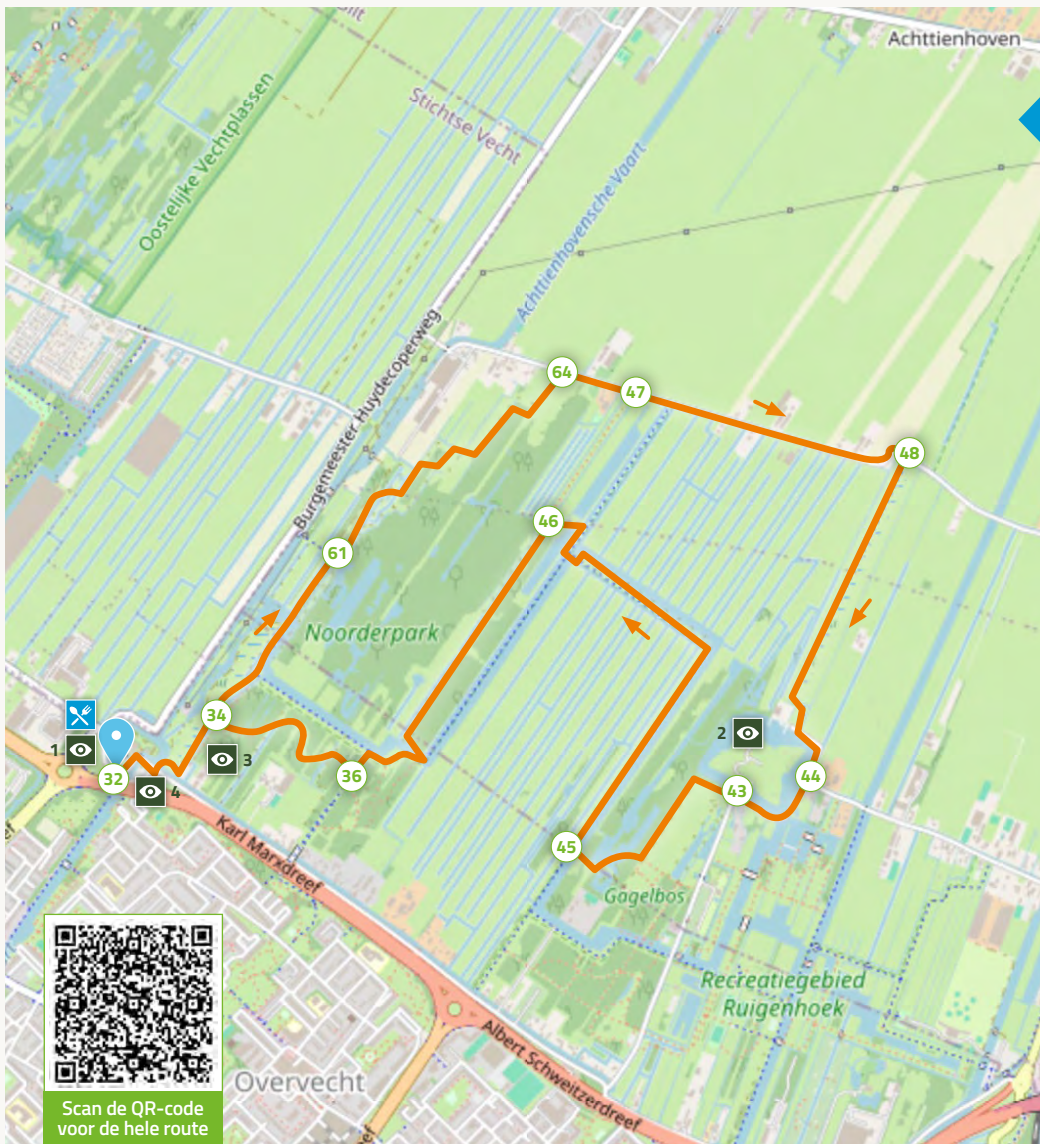 Bilt
Achttienhoven
Stichtse Vecht
Oostelijke Vechtplassen
Achttienhovensche Vaart
Burgemeester Huydecoperweg
64
47
48
46
61
Noorderpark
34
2
1
3
32
4
36
43
44
Karl Marxdreef
45
Gagelbos
Recreatiegebied
Ruigenhoek
Albert Schweitzerdreef
Overvecht
Scan de QR-code
voor de hele route